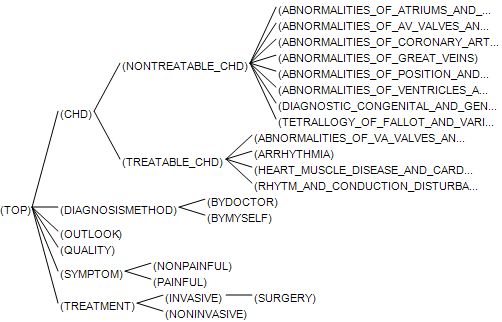 (ABNORMALITIES_OF_ATRIUMS_AND_...
(ABNORMALITIES_OF_AV_VALVES_AN...
(ABNORMALITIES_OF_CORONARY_ART...
(ABNORMALITIES_OF_GREAT_VEINS)
(NONTREATABLE_CHD)
(ABNORMALITIES_OF_POSITION_AND...
(ABNORMALITIES_OF_VENTRICLES_A...
(DIAGNOSTIC_CONGENITAL_AND_GEN...
(CHD)
(TETRALLOGY_OF_FALLOT_AND_VARI...
(ABNORMALITIES_OF_VA_VALVES_AN...
(ARRHYTHMIA)
(TREATABLE_CHD)
(HEART_MUSCLE_DISEASE_AND_CARD...
(RHYTM_AND_CONDUCTION_DISTURBA...
(BYDOCTOR)
(TOP)
(DIAGNOSISMETHOD)
(BYMYSELF)
(OUTLOOK)
(QUALITY)
(NONPAINFUL)
(SYMPTOM)
(PAINFUL)
(INVASIVE)
(SURGERY)
(TREATMENT)
(NONINVASIVE)